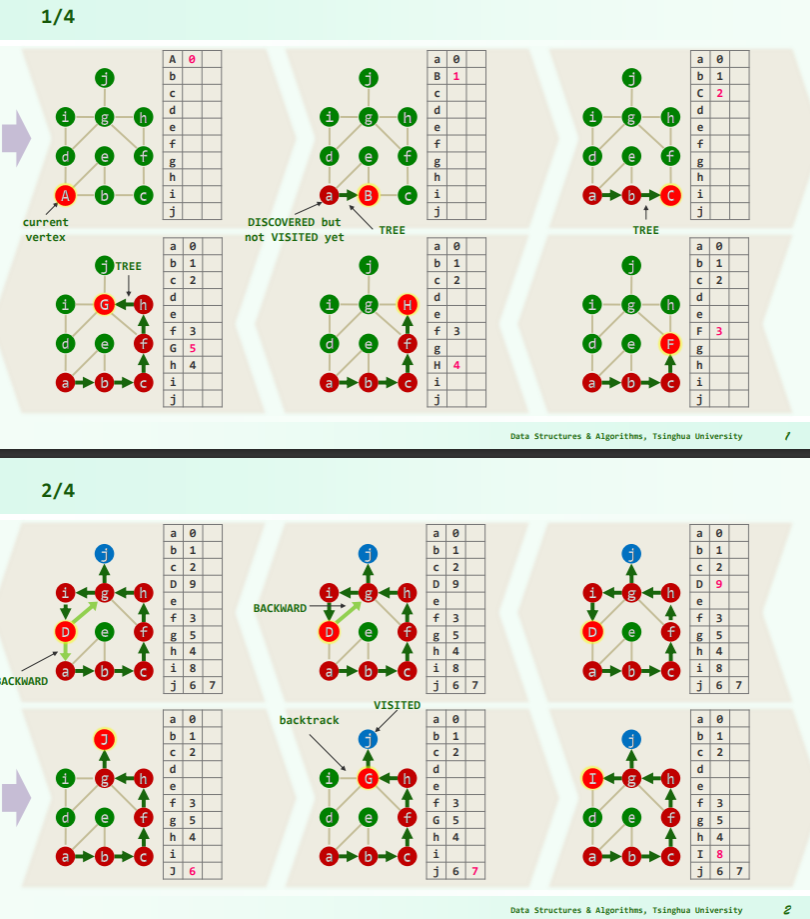 1/4
j
i g h
d e f
A b c
current
vertex
A 0
b
c
d
e
f
g
h
i
j
j
i g h
d e f
a B c
DISCOVERED but
not VISITED yet
TREE
a 0
B 1
c
d
e
f
g
h
i
j
j
i g h
d e f
a b C
TREE
a 0
b 1
C 2
d
e
f
g
h
i
j
j TREE
i G h
d e f
a b c
a 0
b 1
c 2
d
e
f 3
G 5
h 4
i
j
j
i g H
d e f
a b c
a 0
b 1
c 2
d
e
f 3
g
H 4
i
j
j
i g h
d e F
a b c
a 0
b 1
c 2
d
e
F 3
g
h
i
j
Data Structures & Algorithms, Tsinghua University 1
2/4
j
i g h
D e f
a b c
BACKWARD
a 0
b 1
c 2
D 9
e
f 3
g 5
h 4
i 8
j 6 7
j
i g h
BACKWARD
D e f
a b c
a 0
b 1
c 2
D 9
e
f 3
g 5
h 4
i 8
j 6 7
j
i g h
D e f
a b c
a 0
b 1
c 2
D 9
e
f 3
g 5
h 4
i 8
j 6 7
J
i g h
d e f
a b c
a 0
b 1
c 2
d
e
f 3
g 5
h 4
i
J 6
VISITED
backtrack
j
i G h
d e f
a b c
a 0
b 1
c 2
d
e
f 3
G 5
h 4
i
j 6 7
j
I g h
d e f
a b c
a 0
b 1
c 2
d
e
f 3
g 5
h 4
I 8
j 6 7
Data Structures & Algorithms, Tsinghua University 2